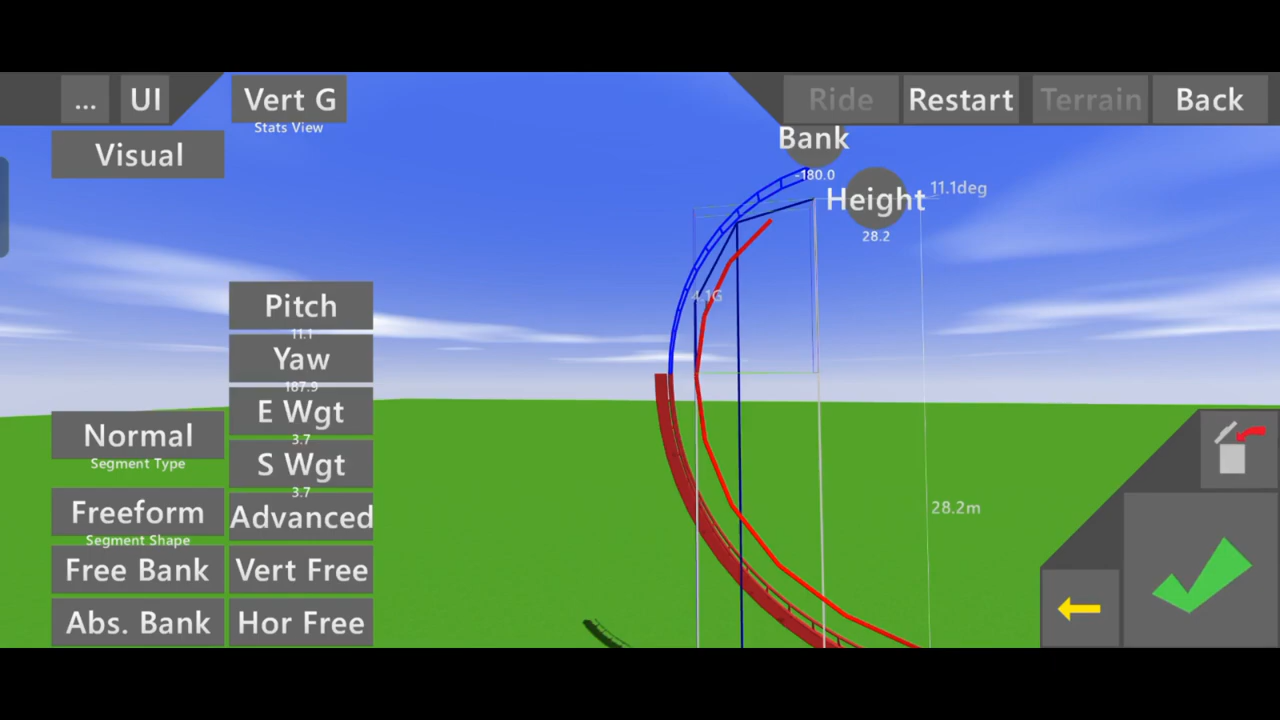 ... UI Vert G Ride Restart Terrain Back
Stats View
Visual
Bank
-180.0
Height
28.2
11.1deg
4.1G
Pitch
11.1
Yaw
187.9
E Wgt
3.7
S Wgt
3.7
Normal
Segment Type
Freeform
Segment Shape
Advanced
Free Bank Vert Free
Abs. Bank Hor Free
28.2m